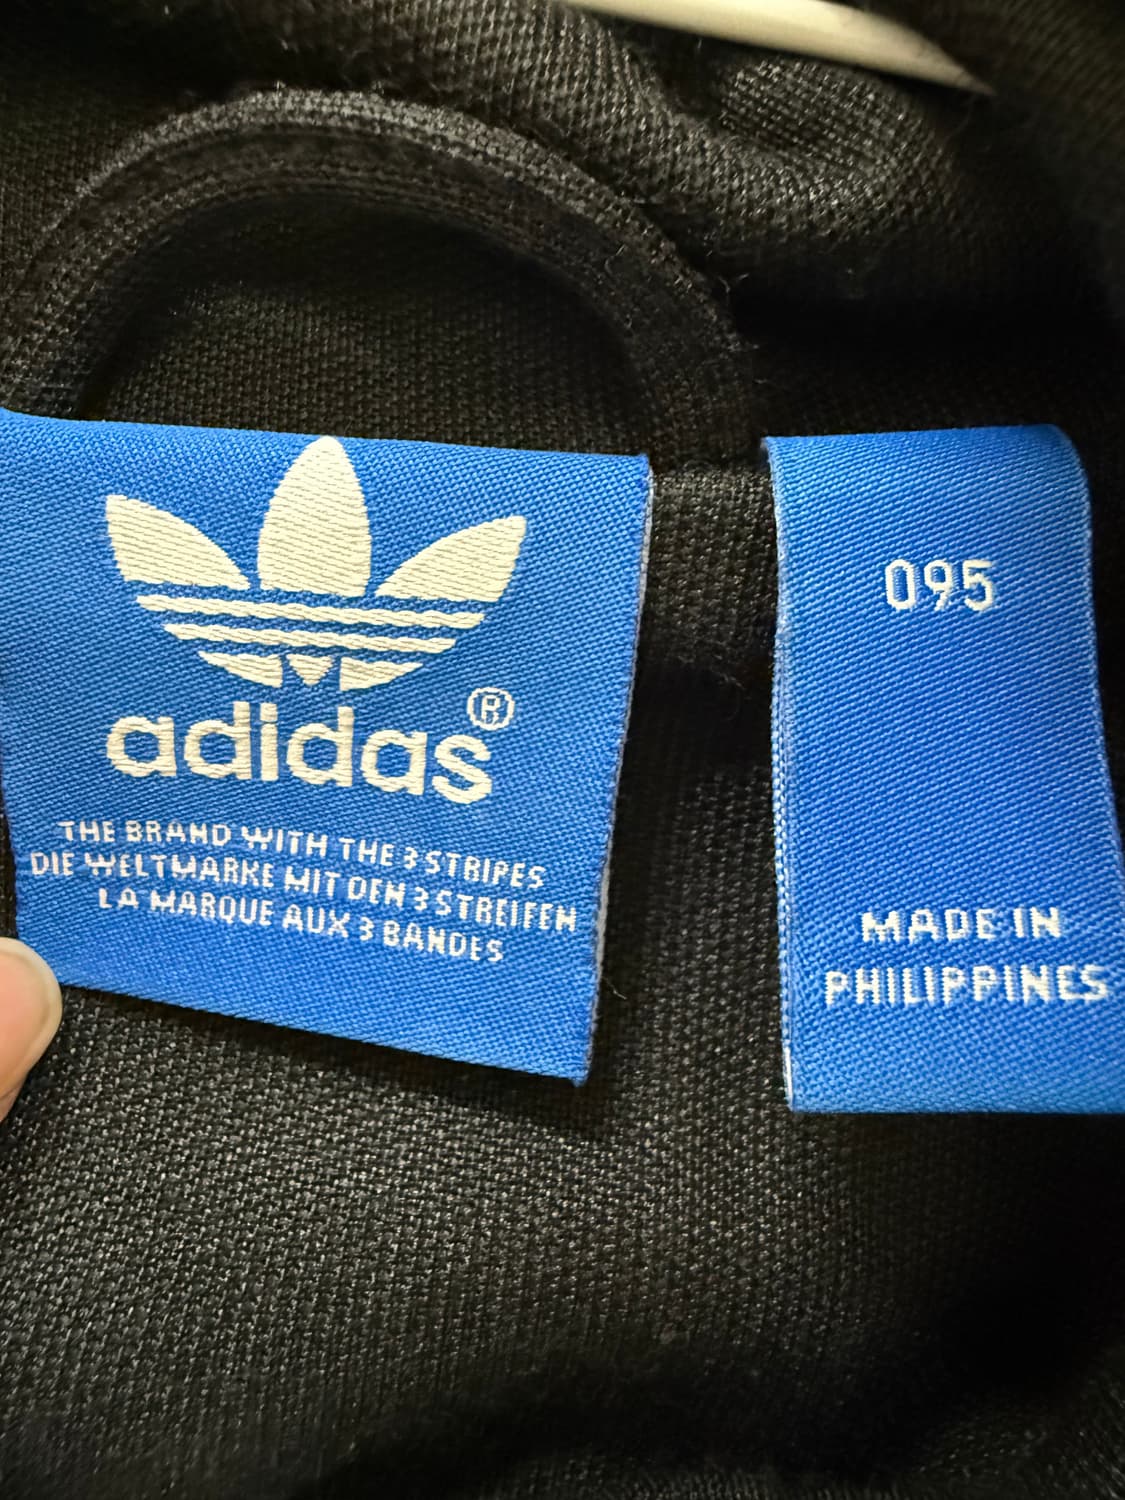 adidas®
THE BRAND WITH THE 3 STRIPES
DIE WELTMARKE MIT DEN 3 STREIFEN
LA MARQUE AUX 3 BANDES
095
MADE IN
PHILIPPINES